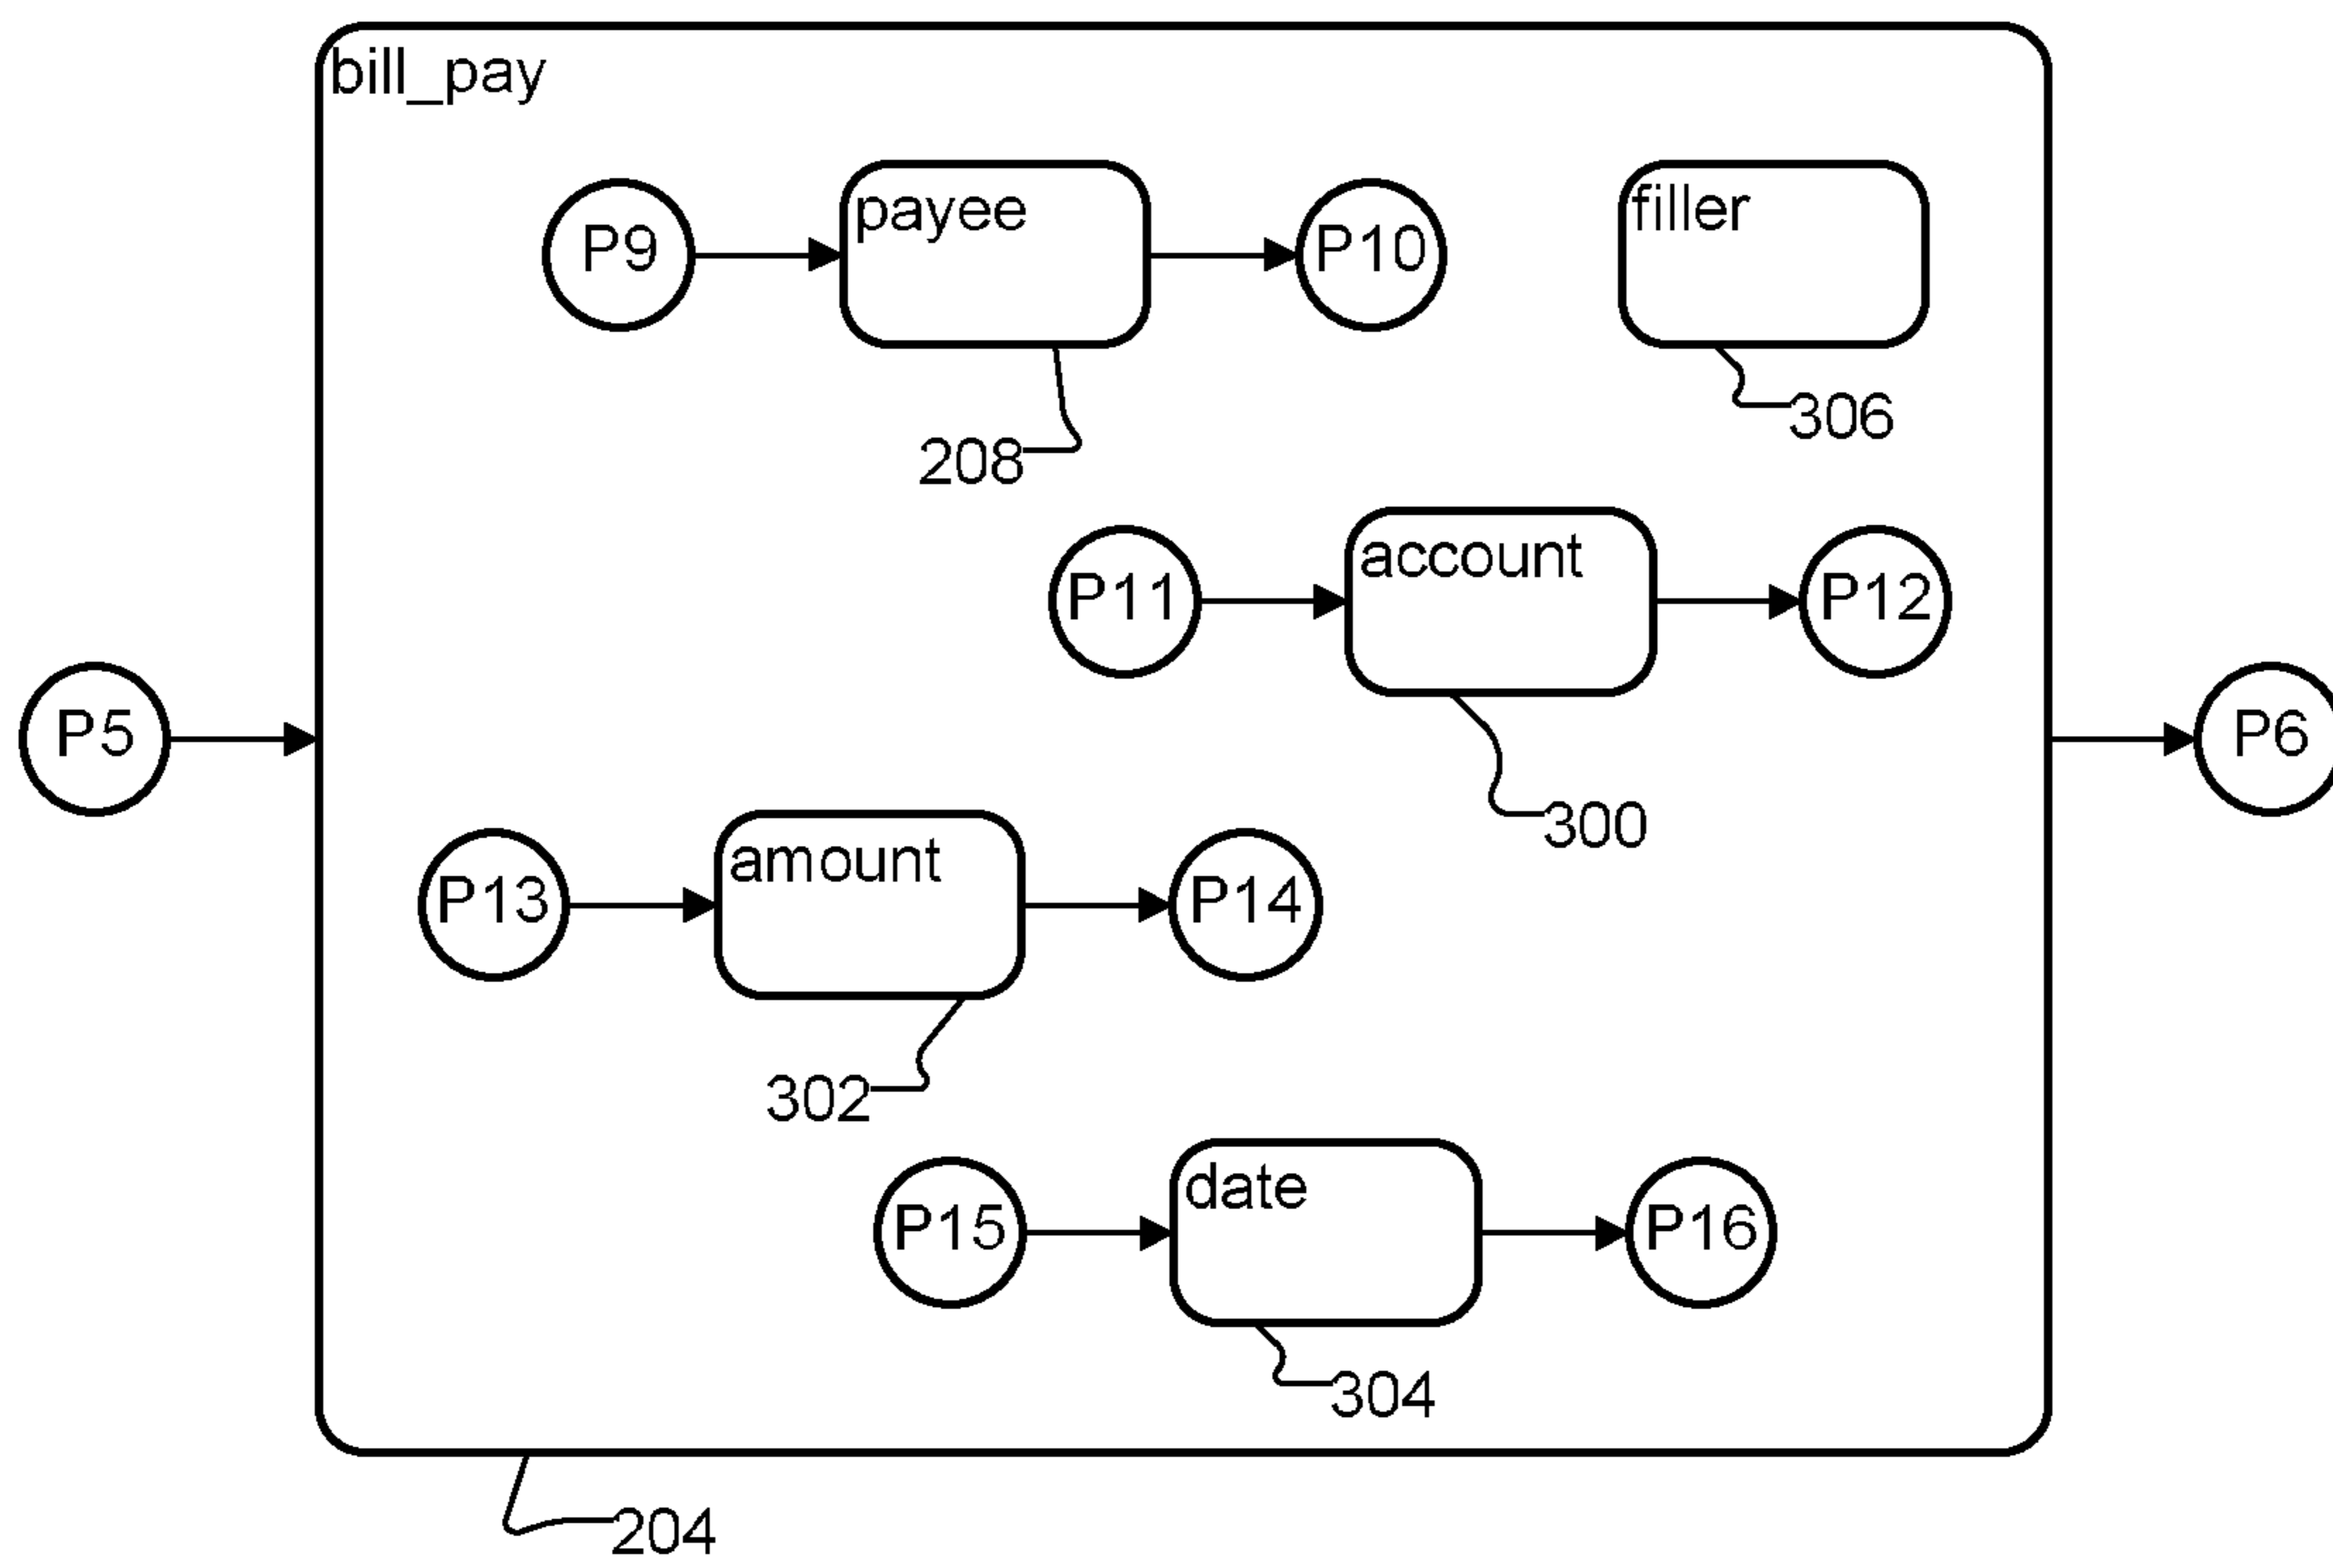 bill_pay
P9
payee
P10
filler
306
208
P11
account
P12
P5
P6
300
P13
amount
P14
302
P15
date
P16
304
204